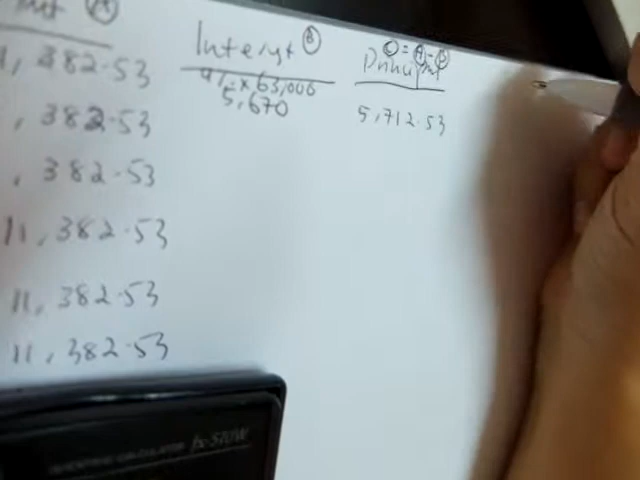 Interest Ⓑ
Ⓒ=Ⓐ-Ⓑ
Principal
, 382.53
9% × 63,000
5,670
5,712.53
, 382.53
, 382.53
11, 382.53
11, 382.53
11, 382.53
fx-570W